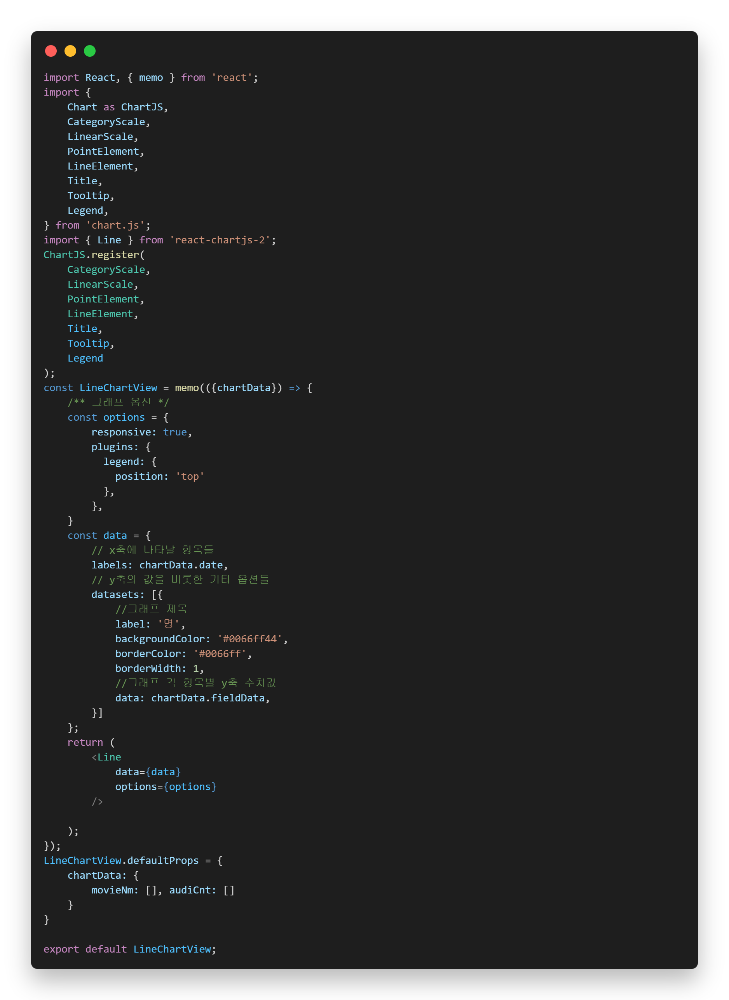 import React, { memo } from 'react';
import {
    Chart as ChartJS,
    CategoryScale,
    LinearScale,
    PointElement,
    LineElement,
    Title,
    Tooltip,
    Legend,
} from 'chart.js';
import { Line } from 'react-chartjs-2';
ChartJS.register(
    CategoryScale,
    LinearScale,
    PointElement,
    LineElement,
    Title,
    Tooltip,
    Legend
);
const LineChartView = memo(({chartData}) => {
    /** 그래프 옵션 */
    const options = {
        responsive: true,
        plugins: {
          legend: {
            position: 'top'
          },
        },
    }
    const data = {
        // x축에 나타날 항목들
        labels: chartData.date,
        // y축의 값을 비롯한 기타 옵션들
        datasets: [{
            //그래프 제목
            label: '명',
            backgroundColor: '#0066ff44',
            borderColor: '#0066ff',
            borderWidth: 1,
            //그래프 각 항목별 y축 수치값
            data: chartData.fieldData,
        }]
    };
    return (
        <Line
            data={data}
            options={options}
        />

    );
});
LineChartView.defaultProps = {
    chartData: {
        movieNm: [], audiCnt: []
    }
}

export default LineChartView;